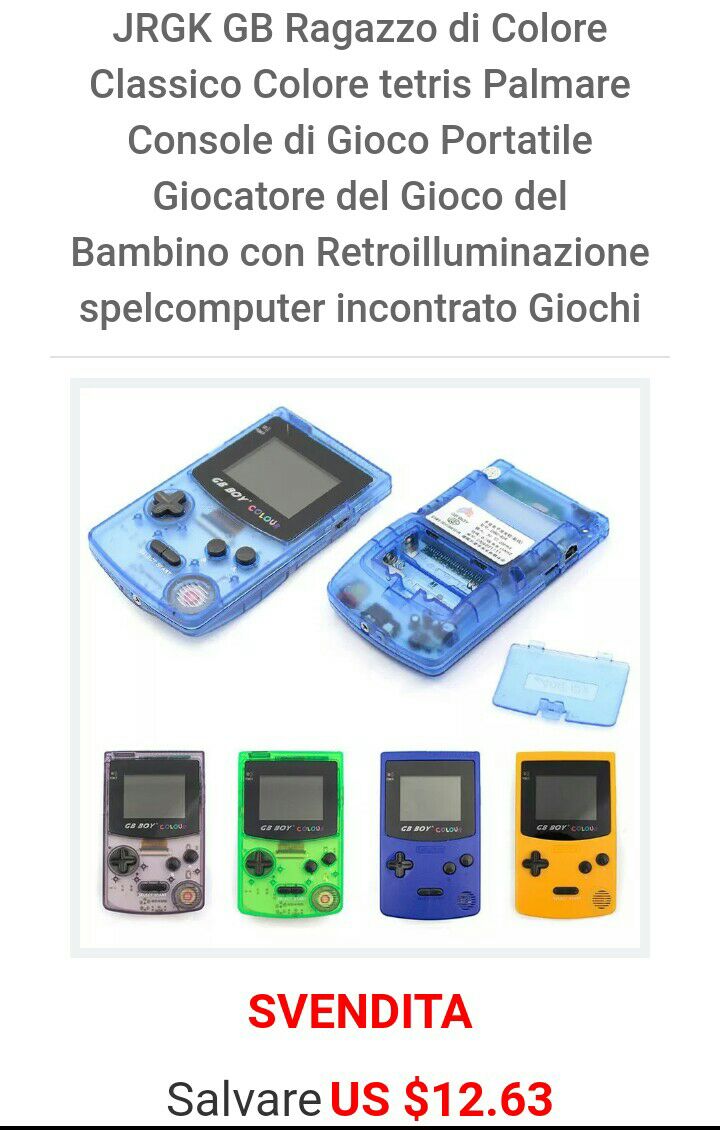 JRGK GB Ragazzo di Colore
Classico Colore tetris Palmare
Console di Gioco Portatile
Giocatore del Gioco del
Bambino con Retroilluminazione
spelcomputer incontrato Giochi
GB BOY COLOUR
GB BOY COLOUR
GB BOY COLOUR
GB BOY COLOUR
GB BOY COLOUR
SVENDITA
Salvare US $12.63